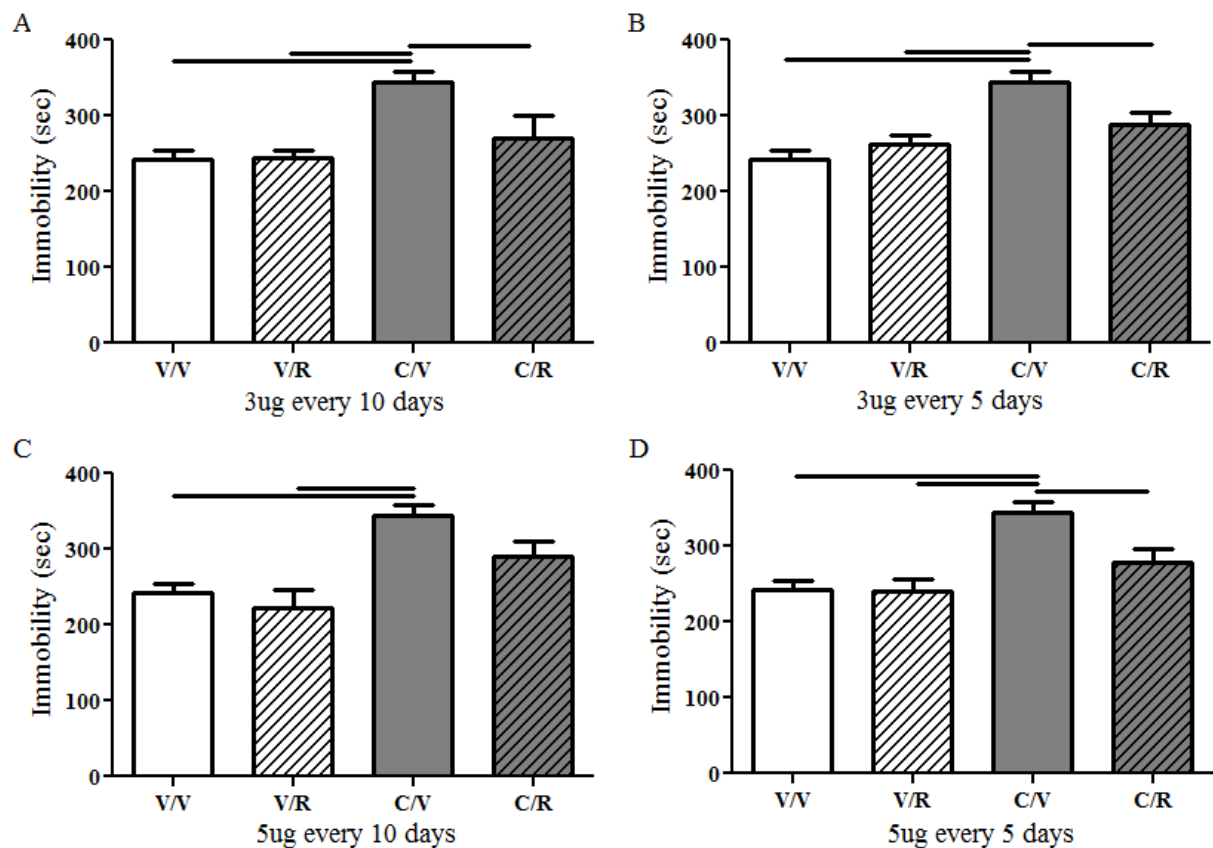 A
Immobility (sec)
400
300
200
100
0
V/V V/R C/V C/R
3ug every 10 days
B
Immobility (sec)
400
300
200
100
0
V/V V/R C/V C/R
3ug every 5 days
C
Immobility (sec)
400
300
200
100
0
V/V V/R C/V C/R
5ug every 10 days
D
Immobility (sec)
400
300
200
100
0
V/V V/R C/V C/R
5ug every 5 days